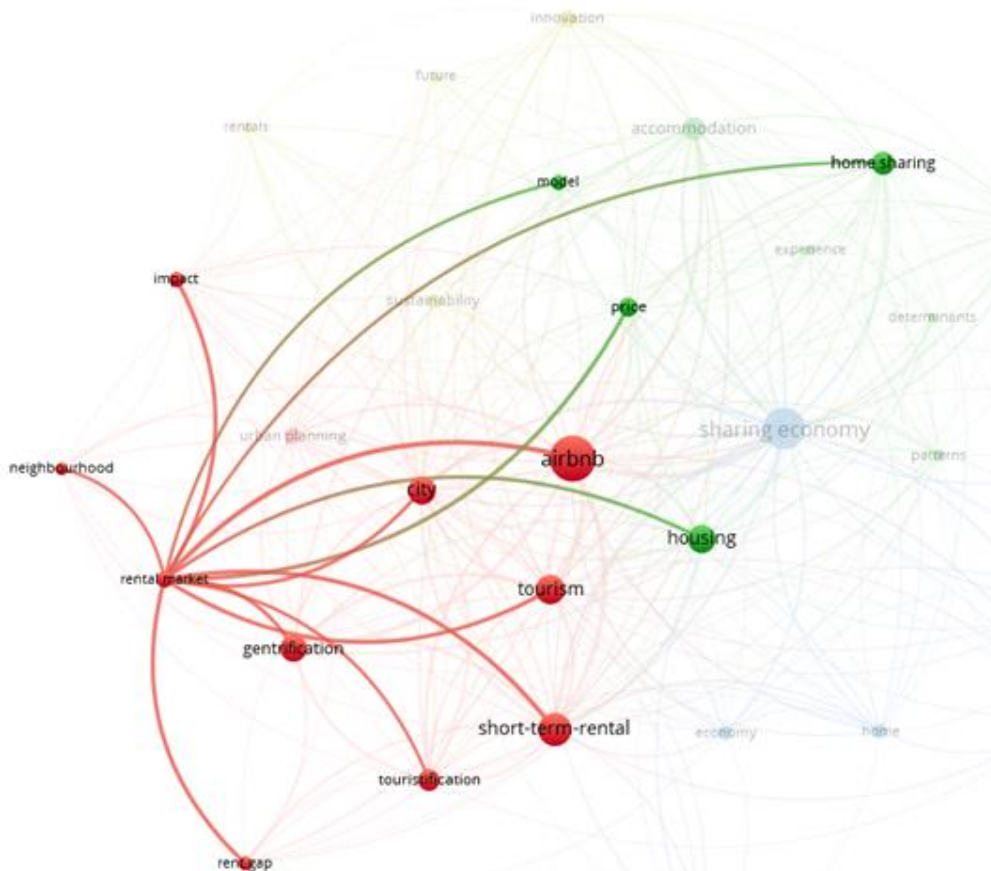 innovation
future
rentals
accommodation
home sharing
model
experience
impact
sustainability
price
determinants
sharing economy
urban planning
airbnb
patterns
neighbourhood
city
housing
rental market
tourism
gentrification
short-term-rental
economy
home
touristification
rent gap